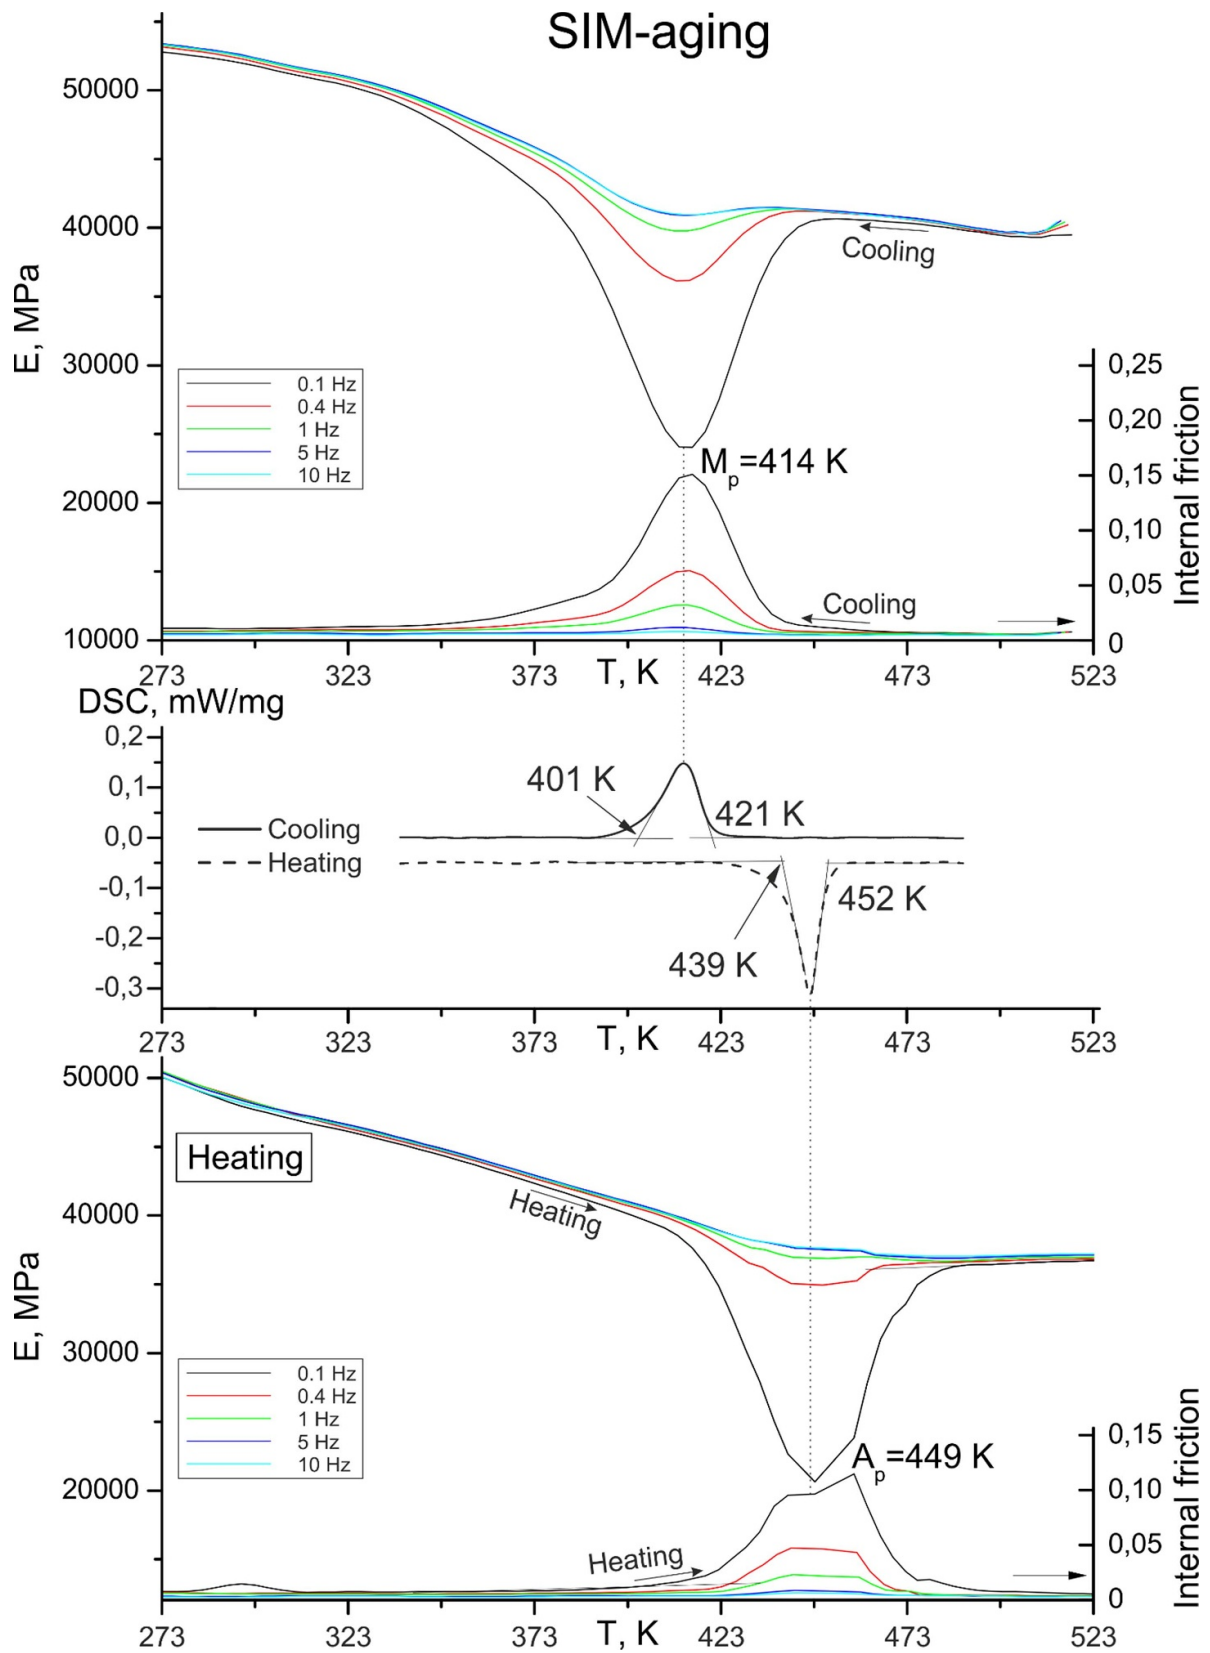 SIM-aging
E, MPa
50000
40000
30000
20000
10000
Cooling
0.1 Hz
0.4 Hz
1 Hz
5 Hz
10 Hz
Mp=414 K
Cooling
Internal friction
0,25
0,20
0,15
0,10
0,05
0
273
323
373
T, K
423
473
523
DSC, mW/mg
0,2
0,1
0,0
-0,1
-0,2
-0,3
Cooling
Heating
401 K
421 K
439 K
452 K
273
323
373
T, K
423
473
523
E, MPa
50000
40000
30000
20000
Heating
Heating
0.1 Hz
0.4 Hz
1 Hz
5 Hz
10 Hz
Ap=449 K
Heating
Internal friction
0,15
0,10
0,05
0
273
323
373
T, K
423
473
523